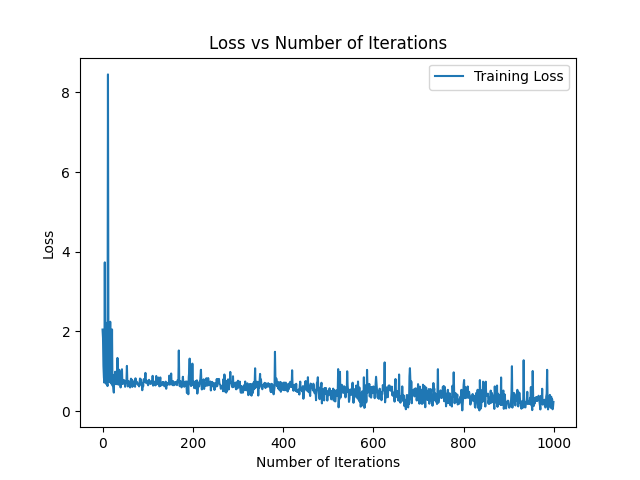 Loss vs Number of Iterations
Training Loss
8
6
4
2
0
Loss
0 200 400 600 800 1000
Number of Iterations